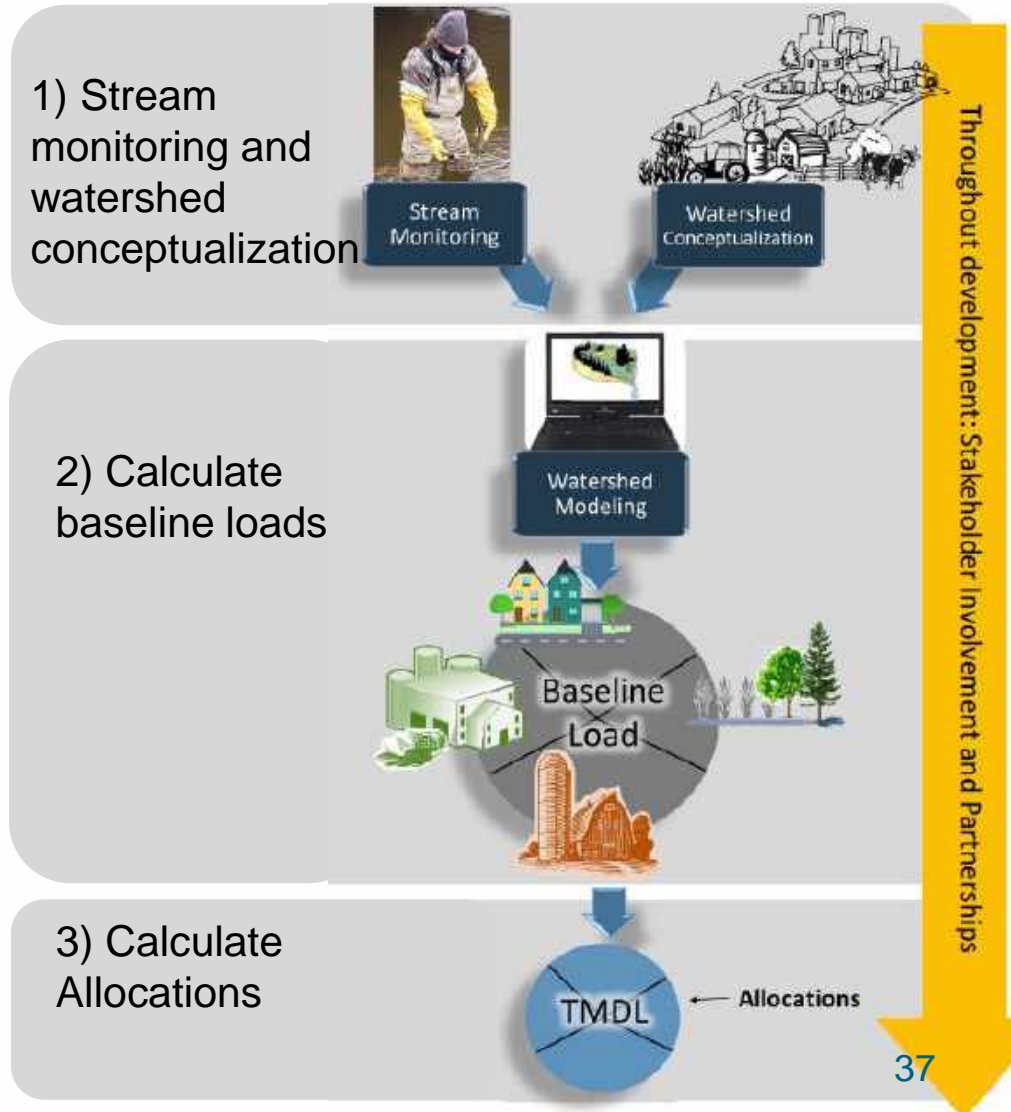 1) Stream
monitoring and
watershed
conceptualization
Stream
Monitoring
Watershed
Conceptualization
2) Calculate
baseline loads
Watershed
Modeling
Baseline
Load
3) Calculate
Allocations
TMDL
Allocations
Throughout development: Stakeholder Involvement and Partnerships
37